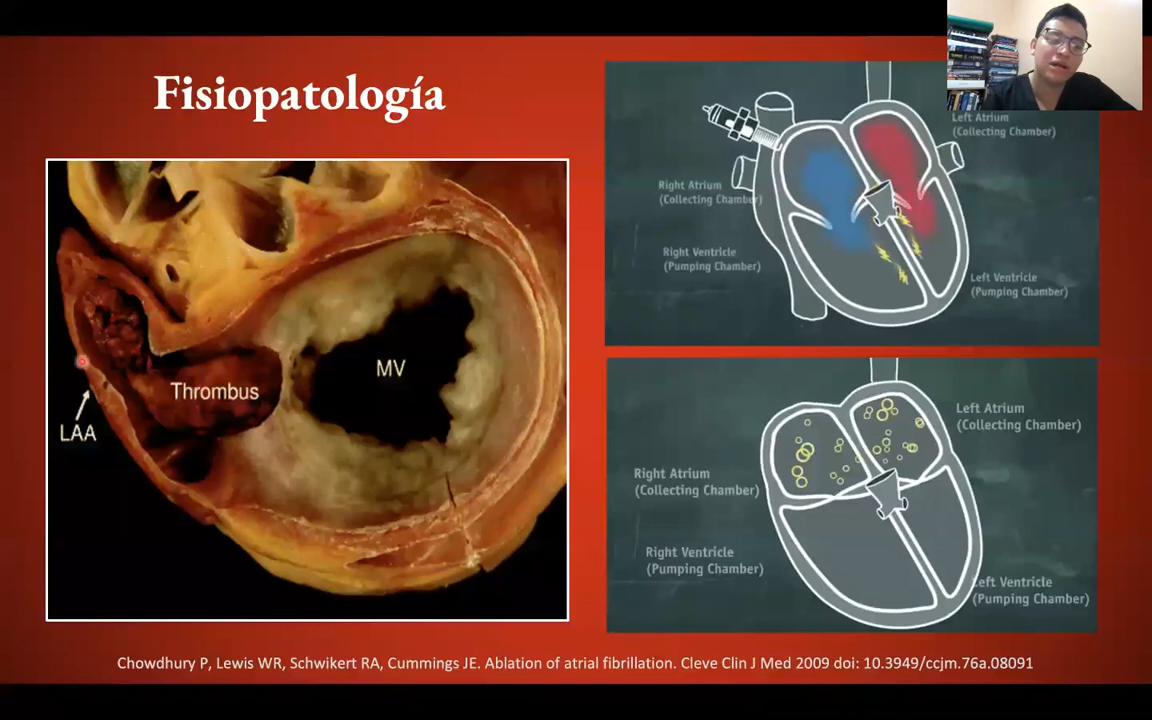 Fisiopatología
Thrombus
MV
LAA
Left Atrium
(Collecting Chamber)
Right Atrium
(Collecting Chamber)
Right Ventricle
(Pumping Chamber)
Left Ventricle
(Pumping Chamber)
Left Atrium
(Collecting Chamber)
Right Atrium
(Collecting Chamber)
Right Ventricle
(Pumping Chamber)
Left Ventricle
(Pumping Chamber)
Chowdhury P, Lewis WR, Schwikert RA, Cummings JE. Ablation of atrial fibrillation. Cleve Clin J Med 2009 doi: 10.3949/ccjm.76a.08091